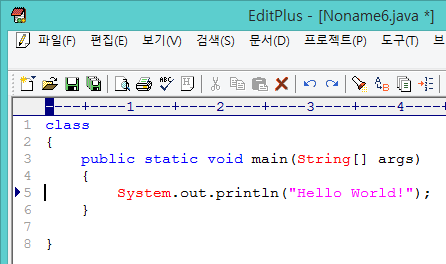 EditPlus - [Noname6.java *]
파일(F) 편집(E) 보기(V) 검색(S) 문서(D) 프로젝트(P) 도구(T) 브
----+----1----+----2----+----3----+----4----
1 class
2 {
3     public static void main(String[] args)
4     {
5         System.out.println("Hello World!");
6     }
7
8 }